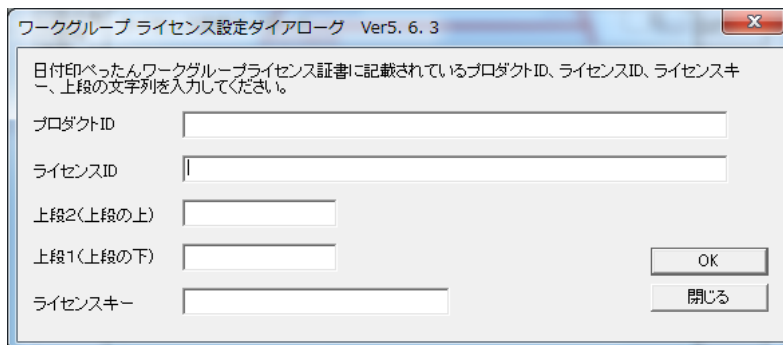 ワークグループ ライセンス設定ダイアローグ Ver5.6.3
日付印ぺったんワークグループライセンス証書に記載されているプロダクトID、ライセンスID、ライセンスキ
ー、上段の文字列を入力してください。
プロダクトID
ライセンスID
上段2(上段の上)
上段1(上段の下)
OK
ライセンスキー
閉じる